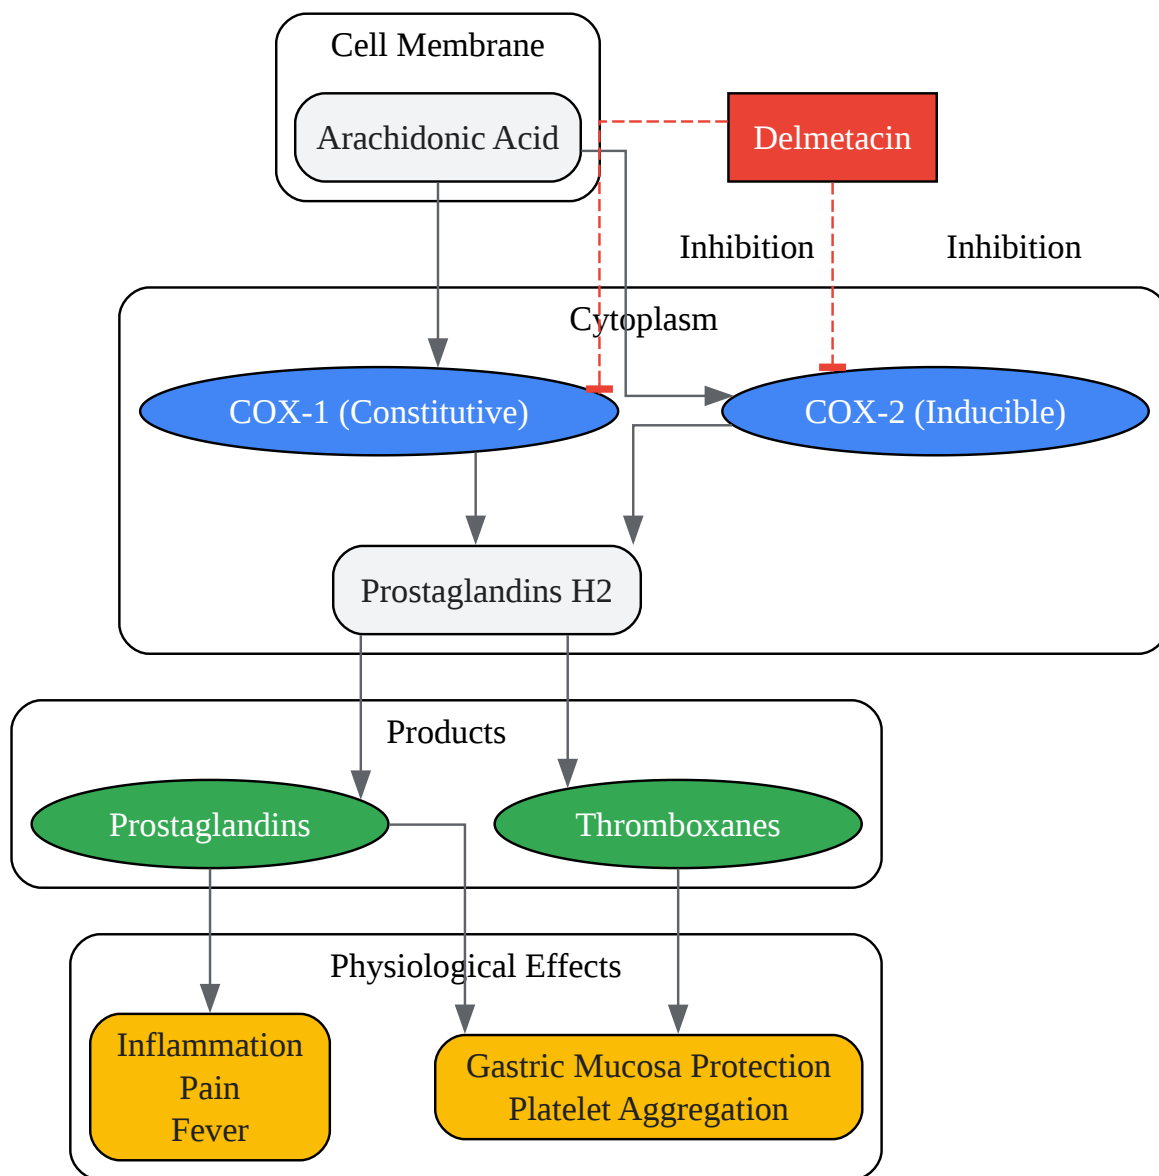 Cell Membrane
Arachidonic Acid
Delmetacin
Inhibition
Inhibition
Cytoplasm
COX-1 (Constitutive)
COX-2 (Inducible)
Prostaglandins H2
Products
Prostaglandins
Thromboxanes
Physiological Effects
Inflammation
Pain
Fever
Gastric Mucosa Protection
Platelet Aggregation